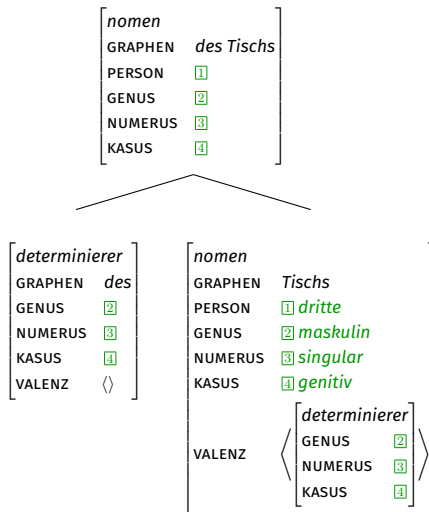 nomen
GRAPHEN des Tischs
PERSON 1
GENUS 2
NUMERUS 3
KASUS 4
determinierer
GRAPHEN des
GENUS 2
NUMERUS 3
KASUS 4
VALENZ ⟨⟩
nomen
GRAPHEN Tischs
PERSON 1 dritte
GENUS 2 maskulin
NUMERUS 3 singular
KASUS 4 genitiv
determinierer
GENUS 2
VALENZ ⟨ NUMERUS 3 ⟩
KASUS 4